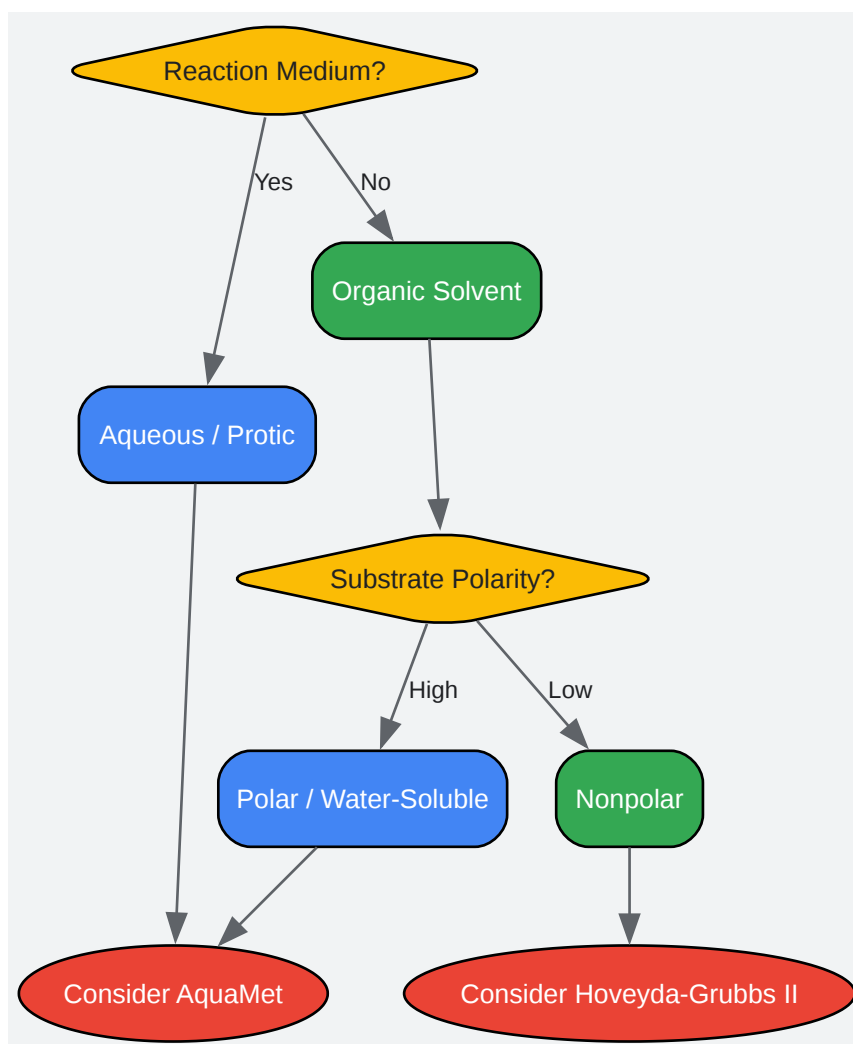 Reaction Medium?
Yes
No
Organic Solvent
Aqueous / Protic
Substrate Polarity?
High
Low
Polar / Water-Soluble
Nonpolar
Consider AquaMet
Consider Hoveyda-Grubbs II